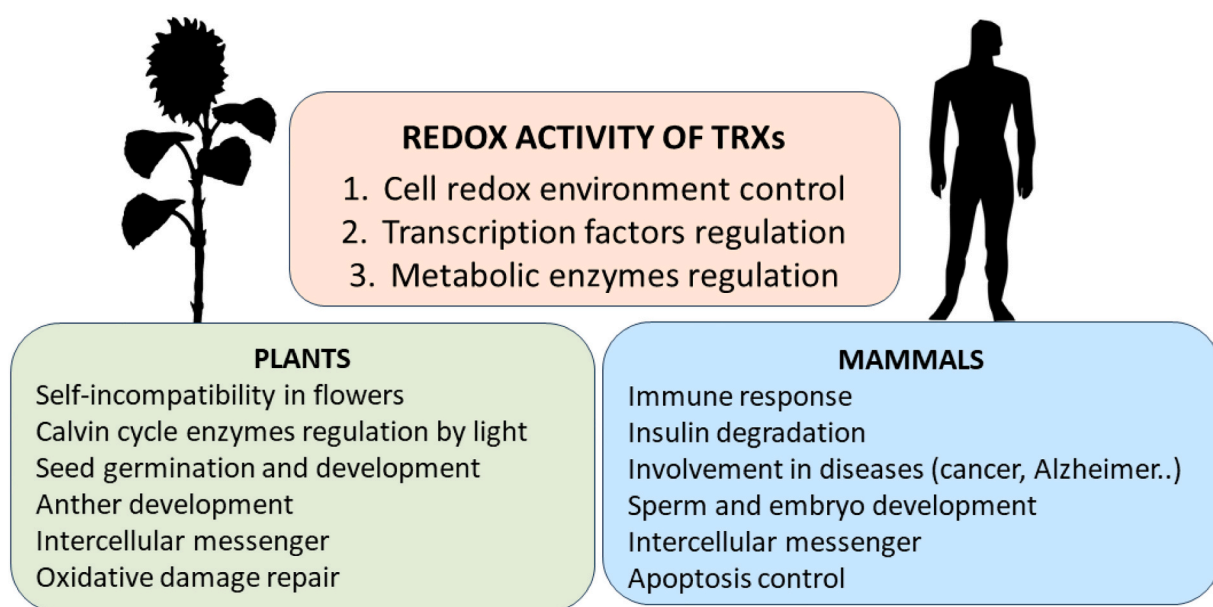 REDOX ACTIVITY OF TRXs
1. Cell redox environment control
2. Transcription factors regulation
3. Metabolic enzymes regulation
PLANTS
Self-incompatibility in flowers
Calvin cycle enzymes regulation by light
Seed germination and development
Anther development
Intercellular messenger
Oxidative damage repair
MAMMALS
Immune response
Insulin degradation
Involvement in diseases (cancer, Alzheimer..)
Sperm and embryo development
Intercellular messenger
Apoptosis control